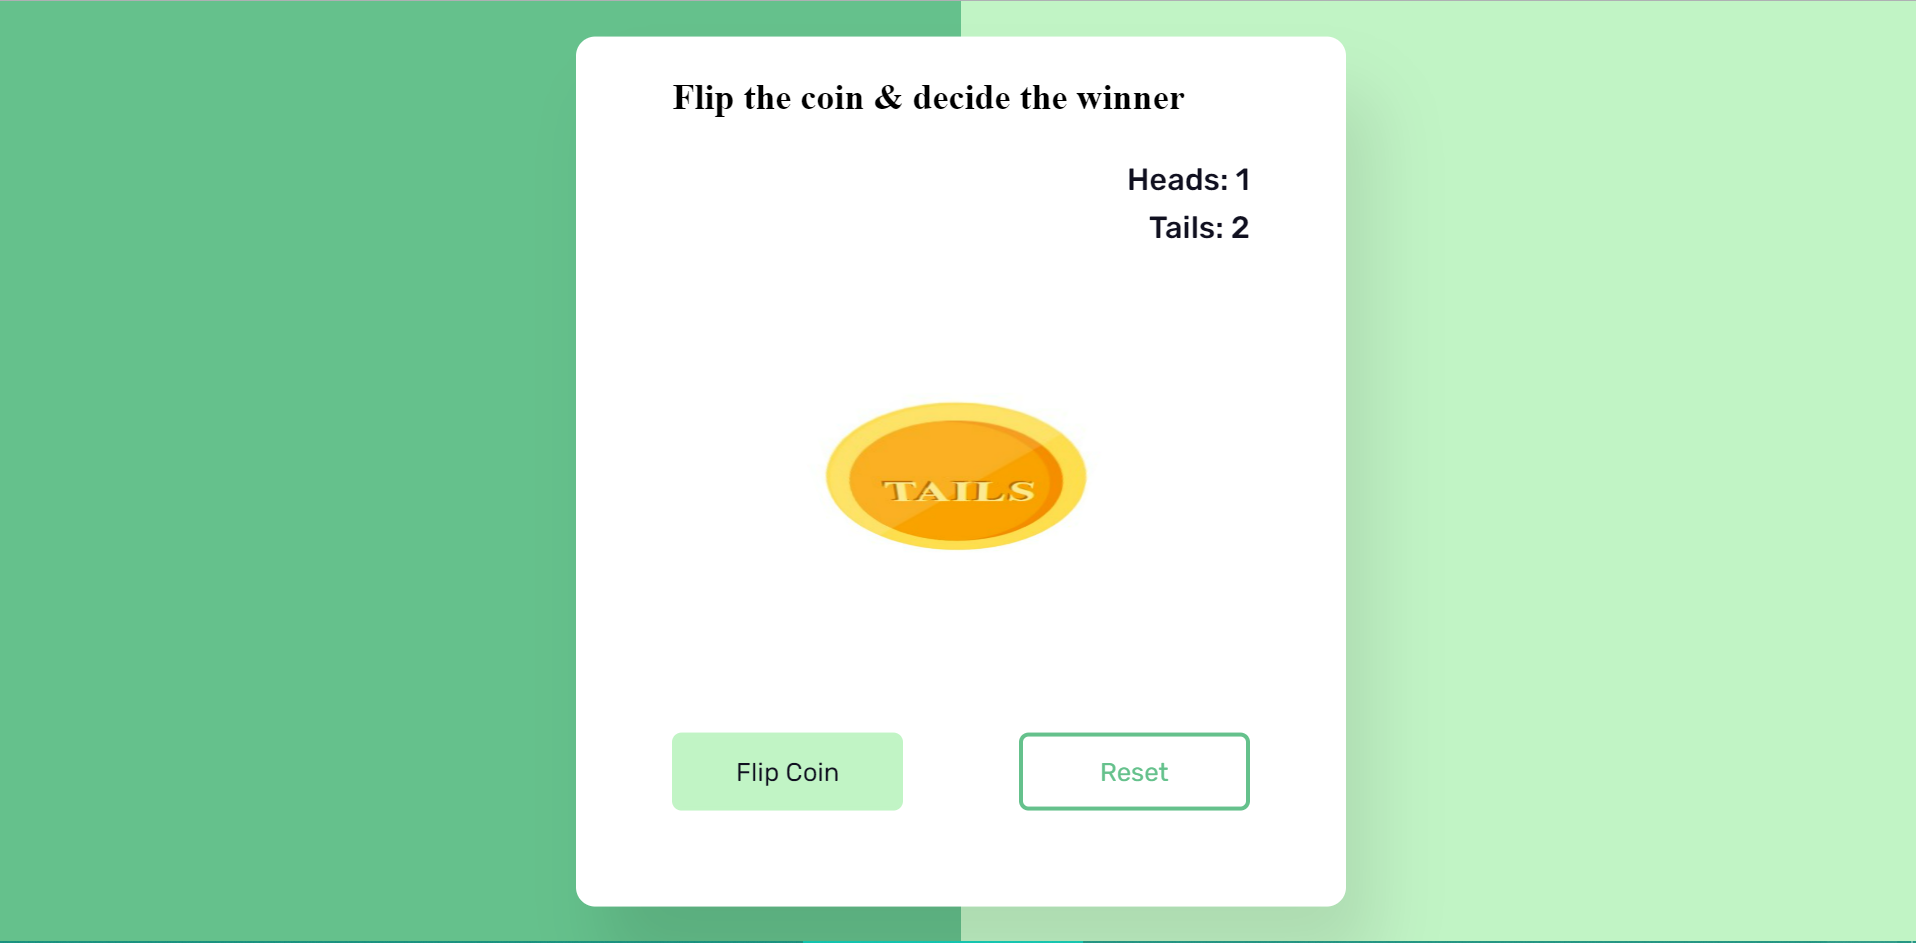 Flip the coin & decide the winner
Heads: 1
Tails: 2
TAILS
Flip Coin
Reset